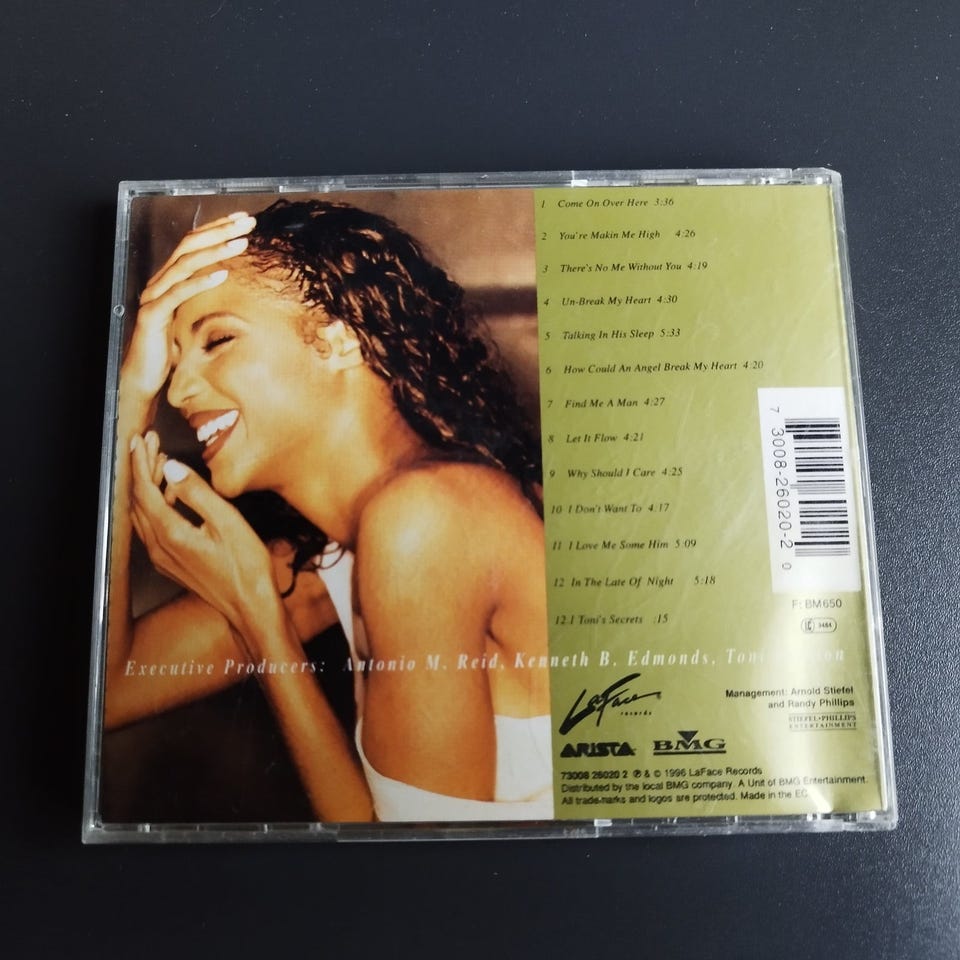 1 Come On Over Here 3:36
2 You're Makin Me High 4:26
3 There's No Me Without You 4:19
4 Un-Break My Heart 4:30
5 Talking In His Sleep 5:33
6 How Could An Angel Break My Heart 4:20
7 Find Me A Man 4:27
8 Let It Flow 4:21
9 Why Should I Care 4:25
10 I Don't Want To 4:17
11 I Love Me Some Him 5:09
12 In The Late Of Night 5:18
12.1 Toni's Secrets :15
7 3008-26020-2 0
F: BM650
LC 3484
Executive Producers: Antonio M. Reid, Kenneth B. Edmonds,
LaFace
records
Management: Arnold Stiefel
and Randy Phillips
STIEFEL•PHILLIPS
ENTERTAINMENT
ARISTA BMG
73008 26020 2 ℗ & © 1996 LaFace Records
Distributed by the local BMG company. A Unit of BMG Entertainment.
All trade-marks and logos are protected. Made in the EC